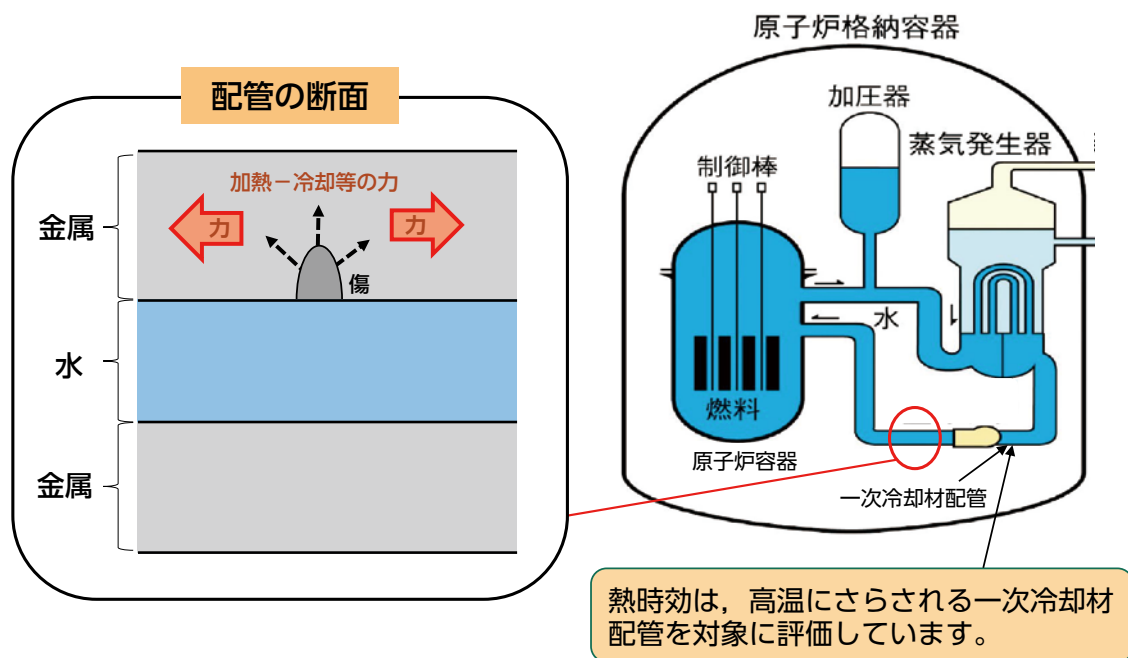 配管の断面
金属
加熱－冷却等の力
力
力
傷
水
金属
原子炉格納容器
加圧器
蒸気発生器
制御棒
水
燃料
原子炉容器
一次冷却材配管
熱時効は，高温にさらされる一次冷却材
配管を対象に評価しています。